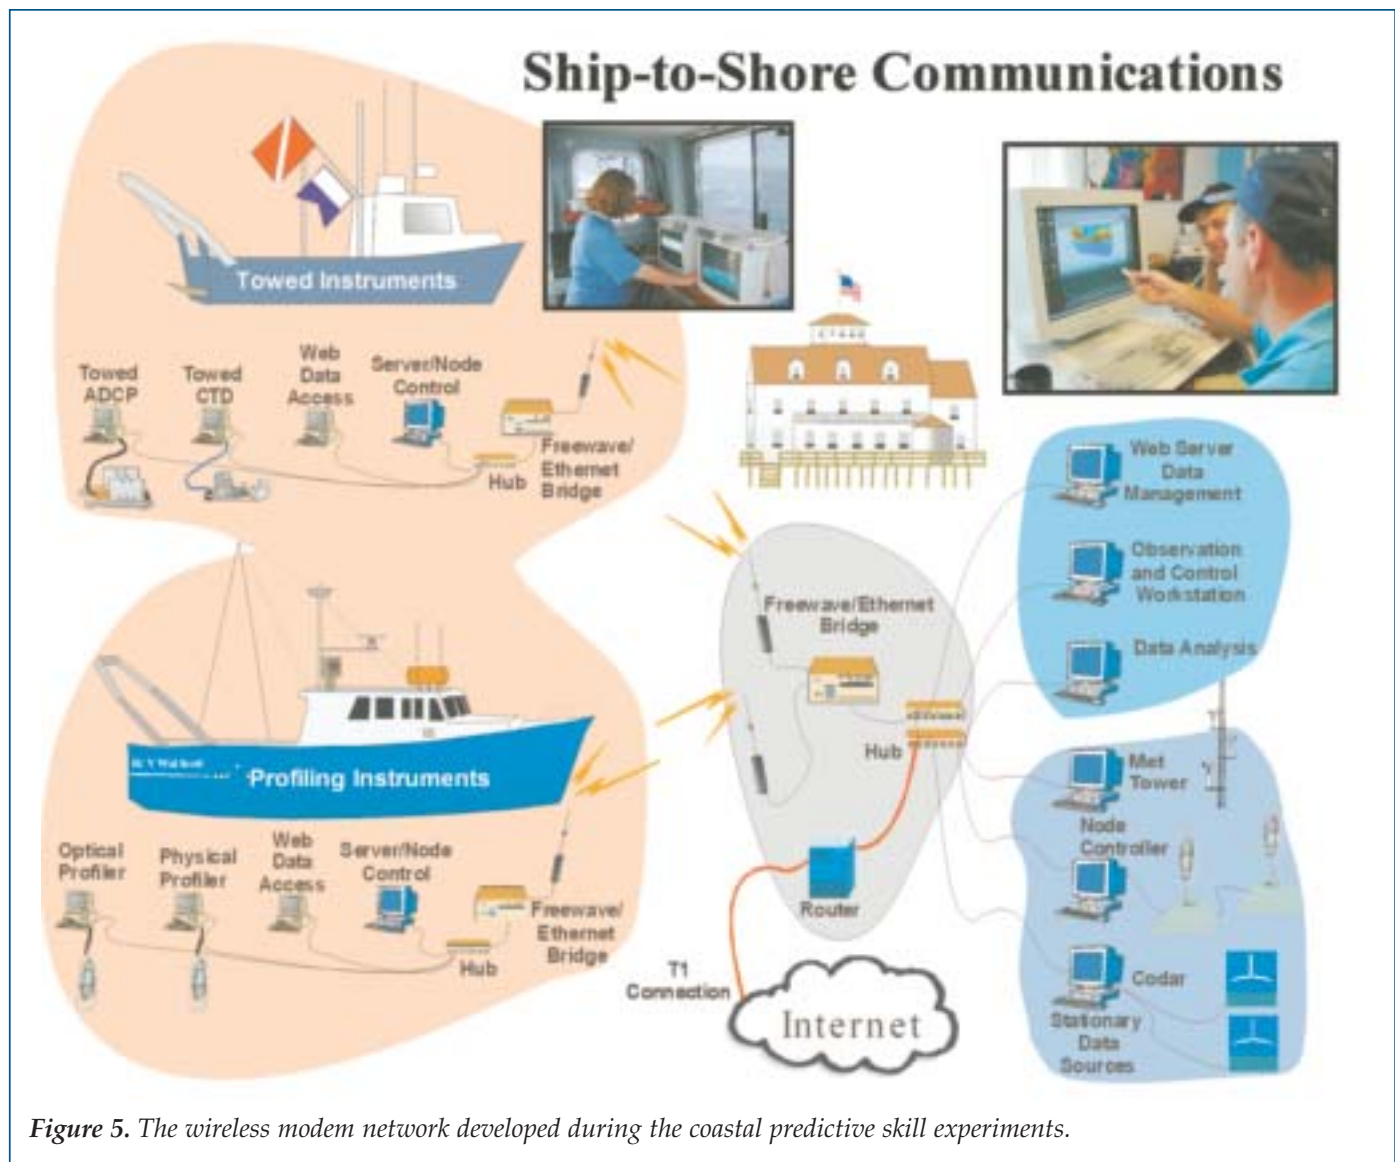 Ship-to-Shore Communications
Towed Instruments
Towed
ADCP
Towed
CTD
Web
Data
Access
Server/Node
Control
Freewave/
Ethernet
Bridge
Hub
Profiling Instruments
Optical
Profiler
Physical
Profiler
Web
Data
Access
Server/Node
Control
Freewave/
Ethernet
Bridge
Hub
Freewave/Ethernet
Bridge
Hub
Router
T1
Connection
Internet
Web Server
Data
Management
Observation
and Control
Workstation
Data Analysis
Met
Tower
Node
Controller
Codar
Stationary
Data
Sources
Figure 5. The wireless modem network developed during the coastal predictive skill experiments.